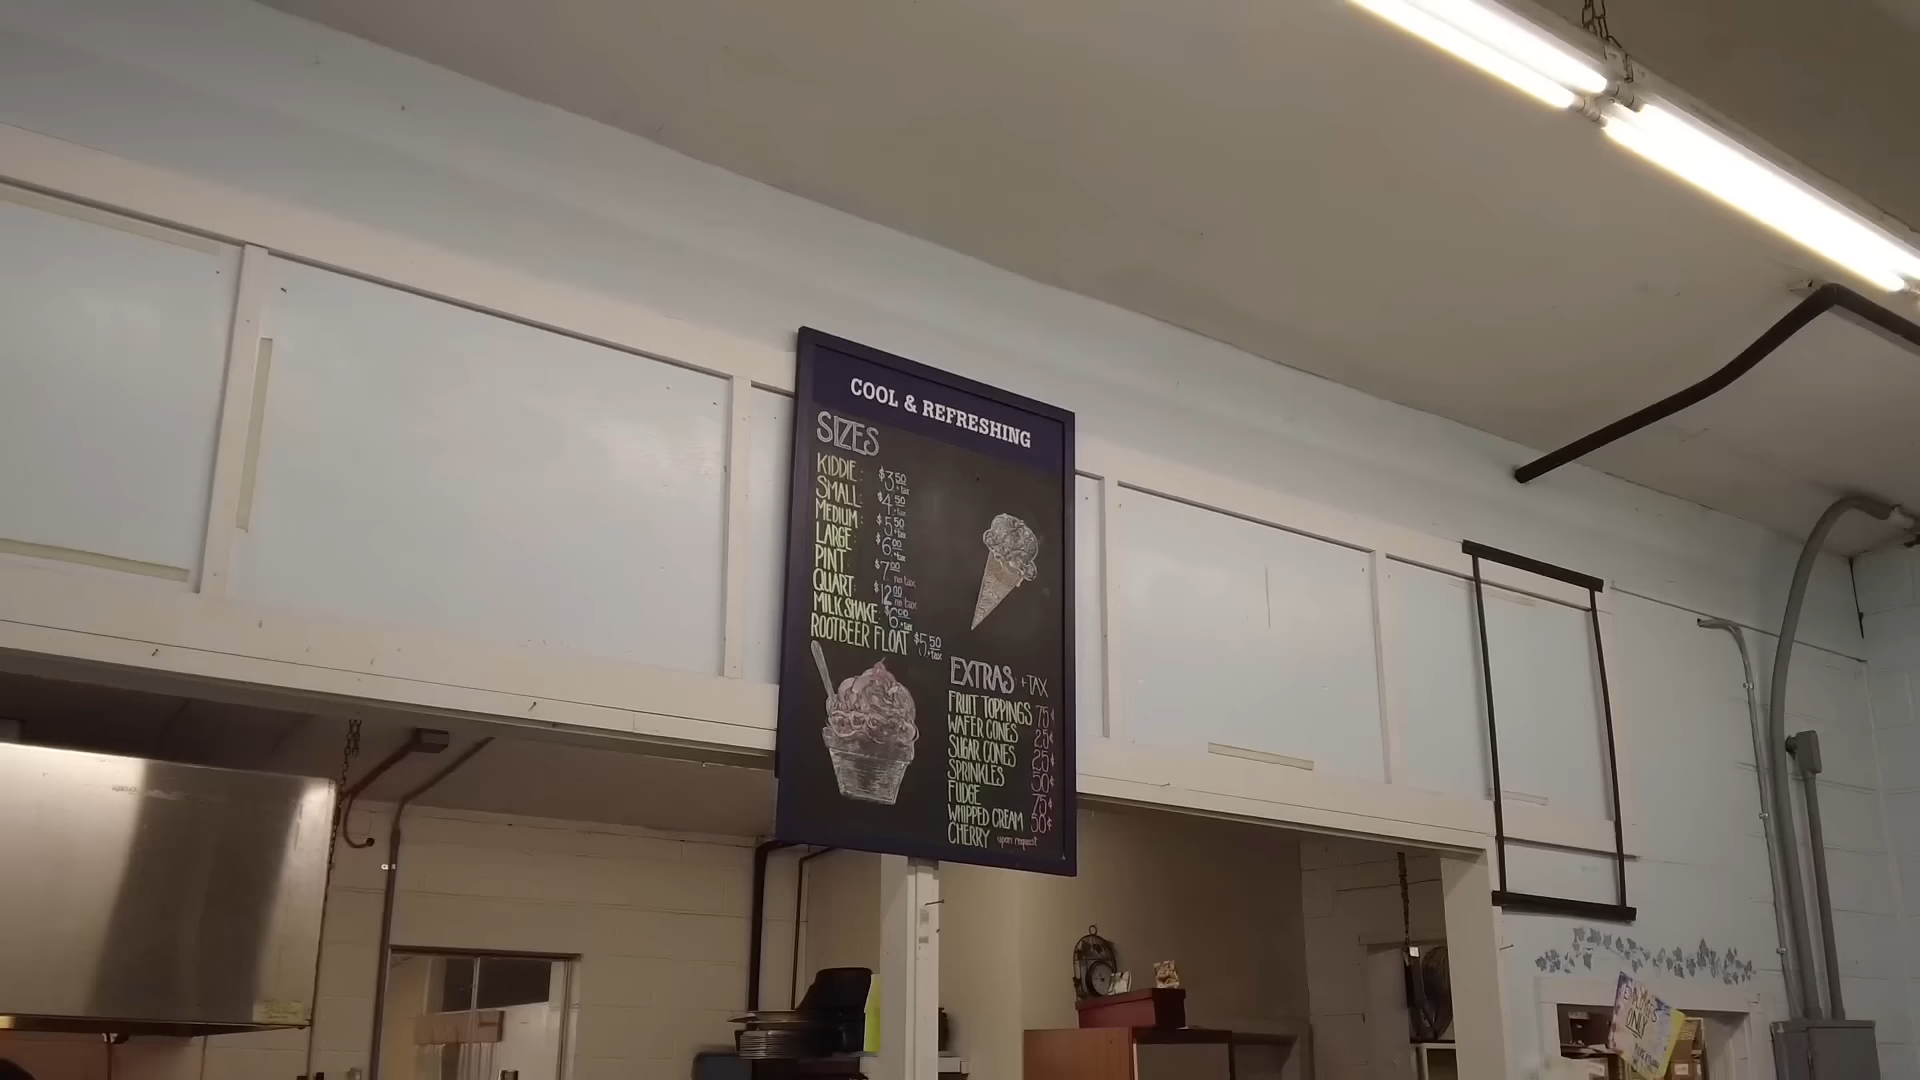 COOL & REFRESHING
SIZES
KIDDIE: $3.50 +tax
SMALL: $4.50 +tax
MEDIUM: $5.50 +tax
LARGE: $6.00 +tax
PINT $7.00 no tax
QUART: $12.00 no tax
MILKSHAKE: $6.00 +tax
ROOTBEER FLOAT $5.50 +tax
EXTRAS +TAX
FRUIT TOPPINGS 75¢
WAFER CONES 25¢
SUGAR CONES 25¢
SPRINKLES 50¢
FUDGE 75¢
WHIPPED CREAM 50¢
CHERRY upon request
ONLY